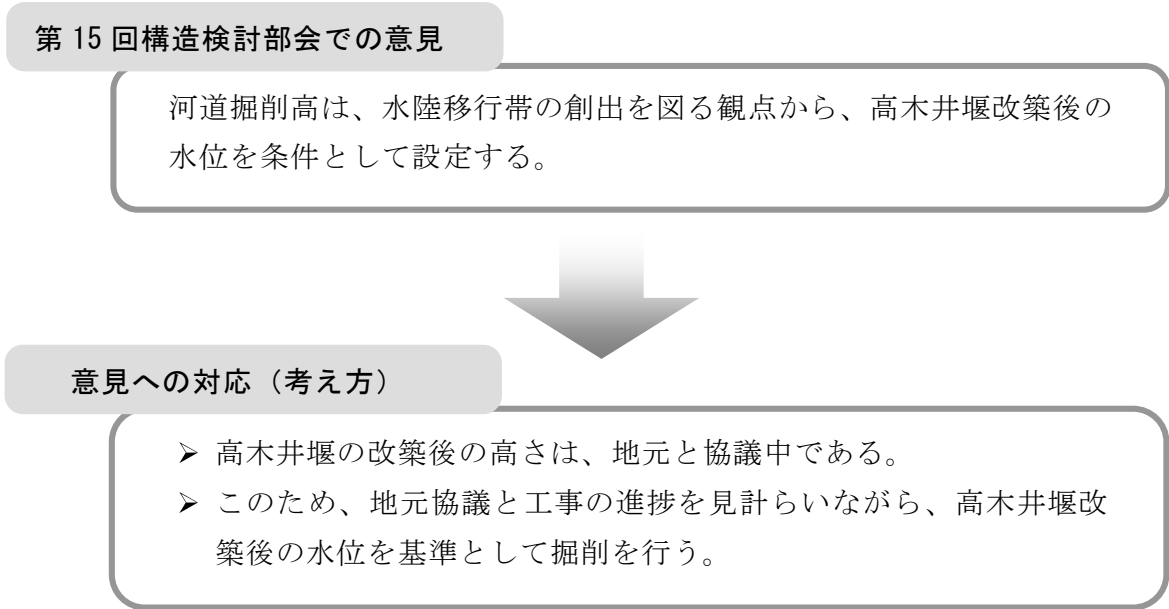 第 15 回構造検討部会での意見
河道掘削高は、水陸移行帯の創出を図る観点から、高木井堰改築後の
水位を条件として設定する。
意見への対応（考え方）
➢ 高木井堰の改築後の高さは、地元と協議中である。
➢ このため、地元協議と工事の進捗を見計らいながら、高木井堰改
築後の水位を基準として掘削を行う。